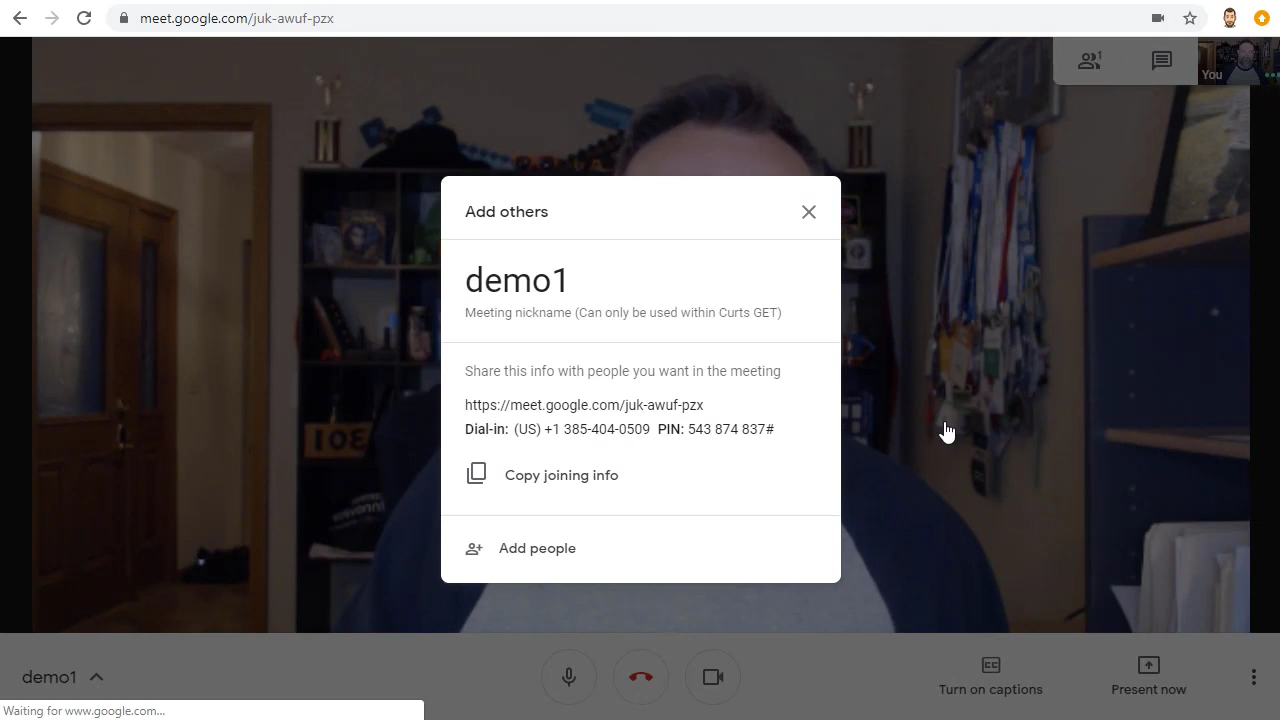 meet.google.com/juk-awuf-pzx
1
You
Add others
demo1
Meeting nickname (Can only be used within Curts GET)
Share this info with people you want in the meeting
https://meet.google.com/juk-awuf-pzx
Dial-in: (US) +1 385-404-0509 PIN: 543 874 837#
Copy joining info
Add people
demo1
CC
Turn on captions
Present now
Waiting for www.google.com...